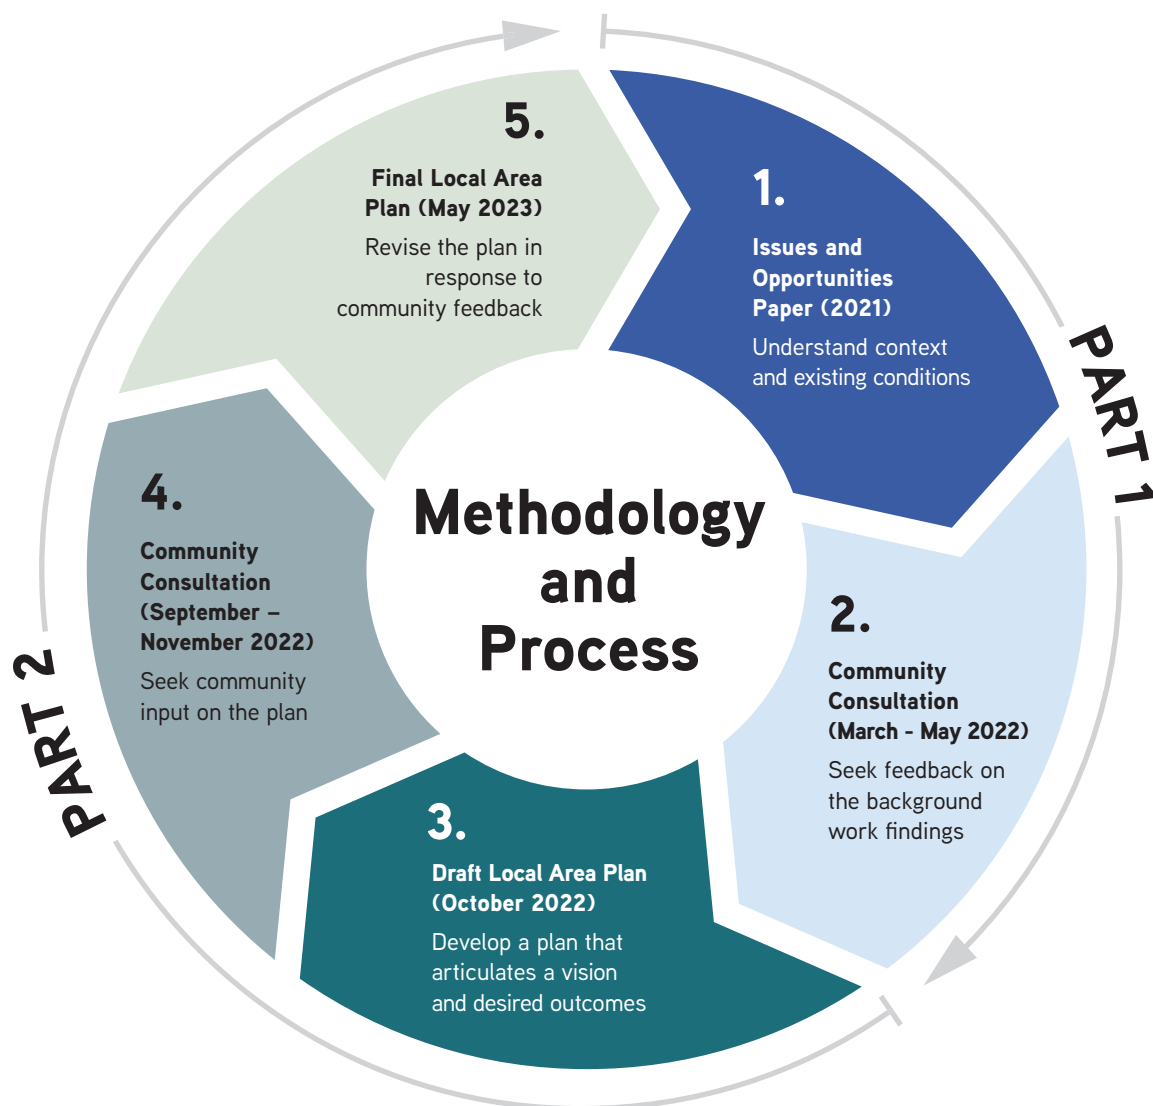 Methodology
and
Process
PART 1
1.
Issues and
Opportunities
Paper (2021)
Understand context
and existing conditions
2.
Community
Consultation
(March - May 2022)
Seek feedback on
the background
work findings
PART 2
3.
Draft Local Area Plan
(October 2022)
Develop a plan that
articulates a vision
and desired outcomes
4.
Community
Consultation
(September –
November 2022)
Seek community
input on the plan
5.
Final Local Area
Plan (May 2023)
Revise the plan in
response to
community feedback